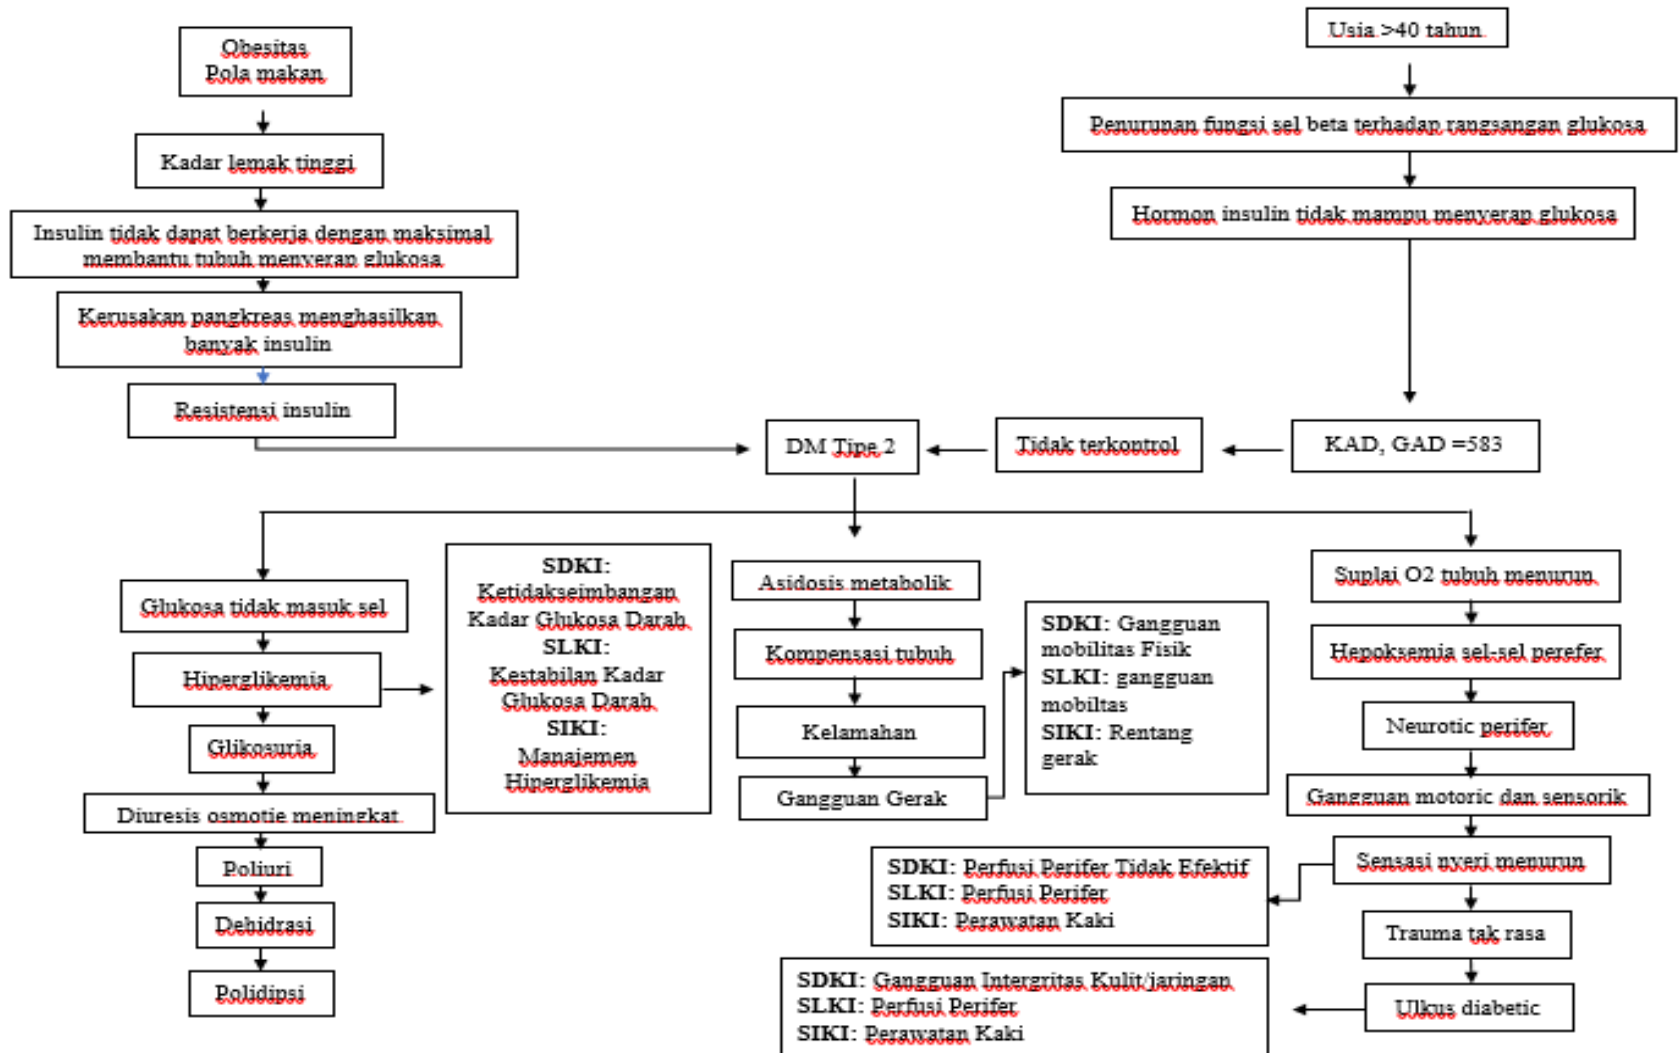 Obesitas
Pola makan
Usia >40 tahun
Kadar lemak tinggi
Penurunan fungsi sel beta terhadap rangsangan glukosa
Insulin tidak dapat berkerja dengan maksimal
membantu tubuh menyerap glukosa
Hormon insulin tidak mampu menyerap glukosa
Kerusakan pangkreas menghasilkan
banyak insulin
Resistensi insulin
DM Tipe 2
Tidak terkontrol
KAD, GAD =583
Glukosa tidak masuk sel
Hiperglikemia
Glikosuria
Diuresis osmotie meningkat
Poliuri
Dehidrasi
Polidipsi
SDKI:
Ketidakseimbangan
Kadar Glukosa Darah
SLKI:
Kestabilan Kadar
Glukosa Darah
SIKI:
Manajemen
Hiperglikemia
Asidosis metabolik
Kompensasi tubuh
Kelamahan
Gangguan Gerak
SDKI: Gangguan
mobilitas Fisik
SLKI: gangguan
mobiltas
SIKI: Rentang
gerak
Suplai O2 tubuh menurun
Hepoksemia sel-sel perefer
Neurotic perifer
Gangguan motoric dan sensorik
Sensasi nyeri menurun
Trauma tak rasa
Ulkus diabetic
SDKI: Perfusi Perifer Tidak Efektif
SLKI: Perfusi Perifer
SIKI: Perawatan Kaki
SDKI: Gangguan Intergritas Kulit/jaringan
SLKI: Perfusi Perifer
SIKI: Perawatan Kaki